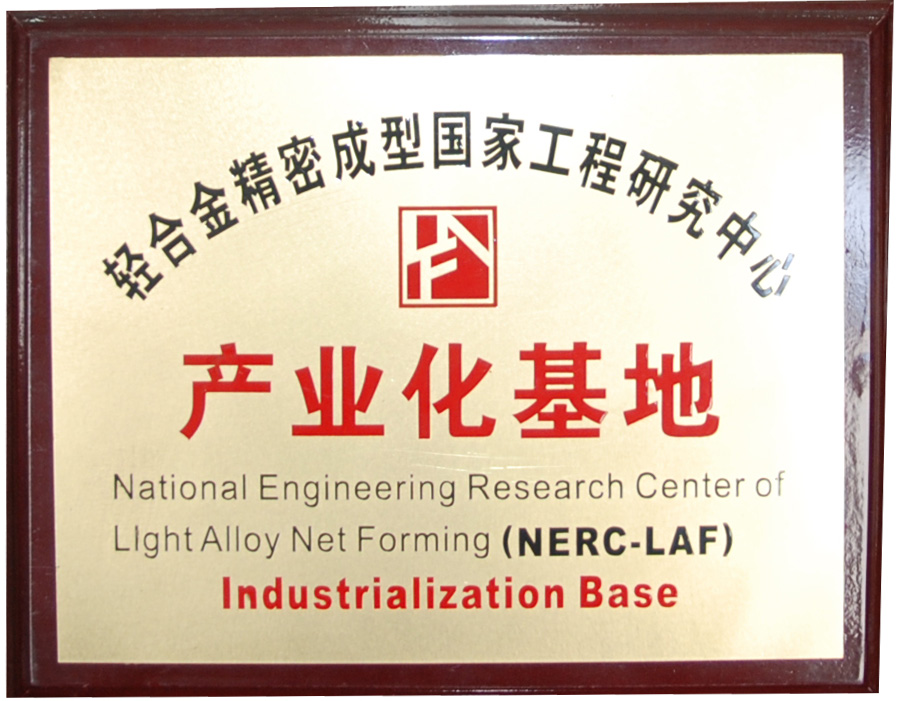 轻合金精密成型国家工程研究中心
产业化基地
National Engineering Research Center of
LIght Alloy Net Forming (NERC-LAF)
Industrialization Base